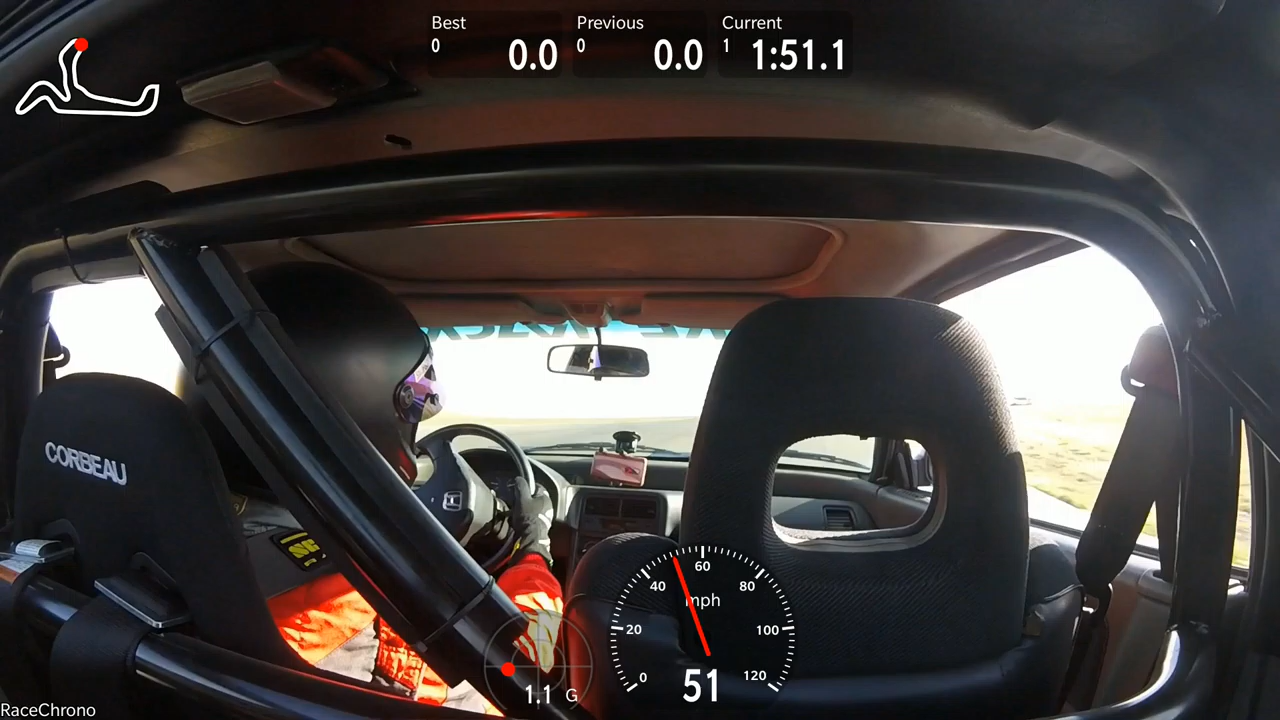 Best
Previous
Current
0
0.0
0
0.0
1
1:51.1
CORBEAU
60
40
80
mph
20
100
0
120
51
1.1 G
RaceChrono